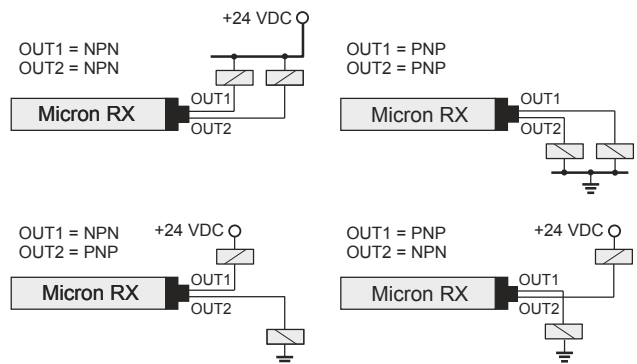 +24 VDC
OUT1 = NPN
OUT2 = NPN
Micron RX
OUT1
OUT2
OUT1 = PNP
OUT2 = PNP
Micron RX
OUT1
OUT2
OUT1 = NPN
OUT2 = PNP
+24 VDC
Micron RX
OUT1
OUT2
OUT1 = PNP
OUT2 = NPN
+24 VDC
Micron RX
OUT1
OUT2